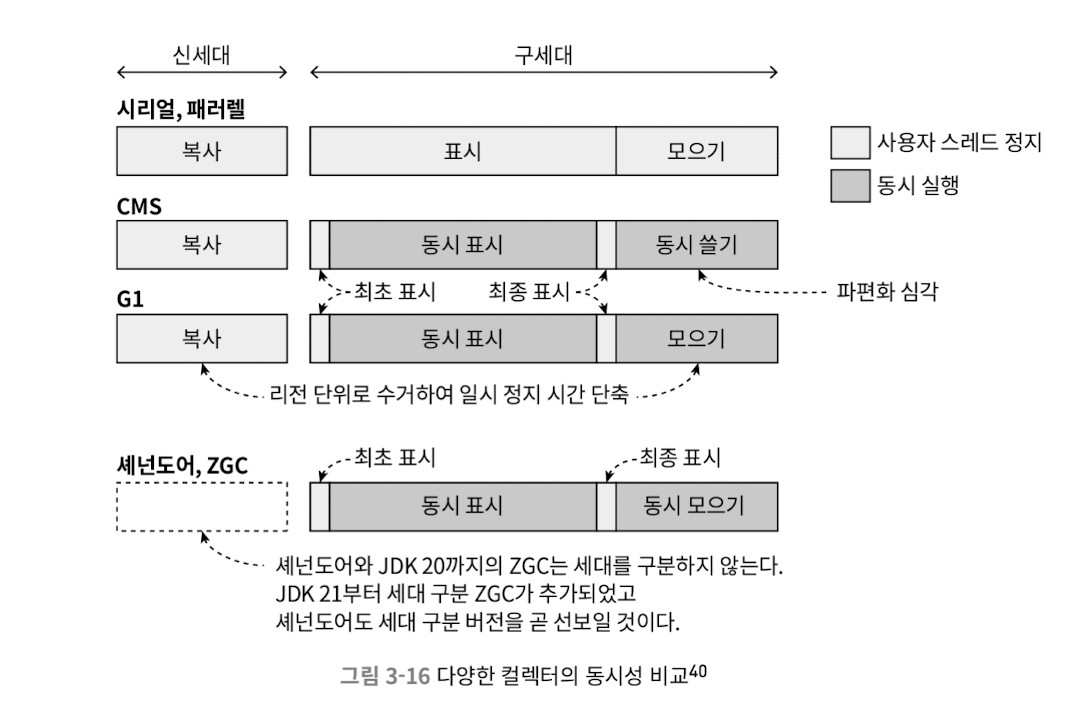 신세대
구세대
시리얼, 패러렐
복사
표시
모으기
사용자 스레드 정지
동시 실행
CMS
복사
동시 표시
동시 쓸기
최초 표시
최종 표시
파편화 심각
G1
복사
동시 표시
모으기
리전 단위로 수거하여 일시 정지 시간 단축
셰넌도어, ZGC
최초 표시
최종 표시
동시 표시
동시 모으기
셰넌도어와 JDK 20까지의 ZGC는 세대를 구분하지 않는다.
JDK 21부터 세대 구분 ZGC가 추가되었고
셰넌도어도 세대 구분 버전을 곧 선보일 것이다.
그림 3-16 다양한 컬렉터의 동시성 비교40